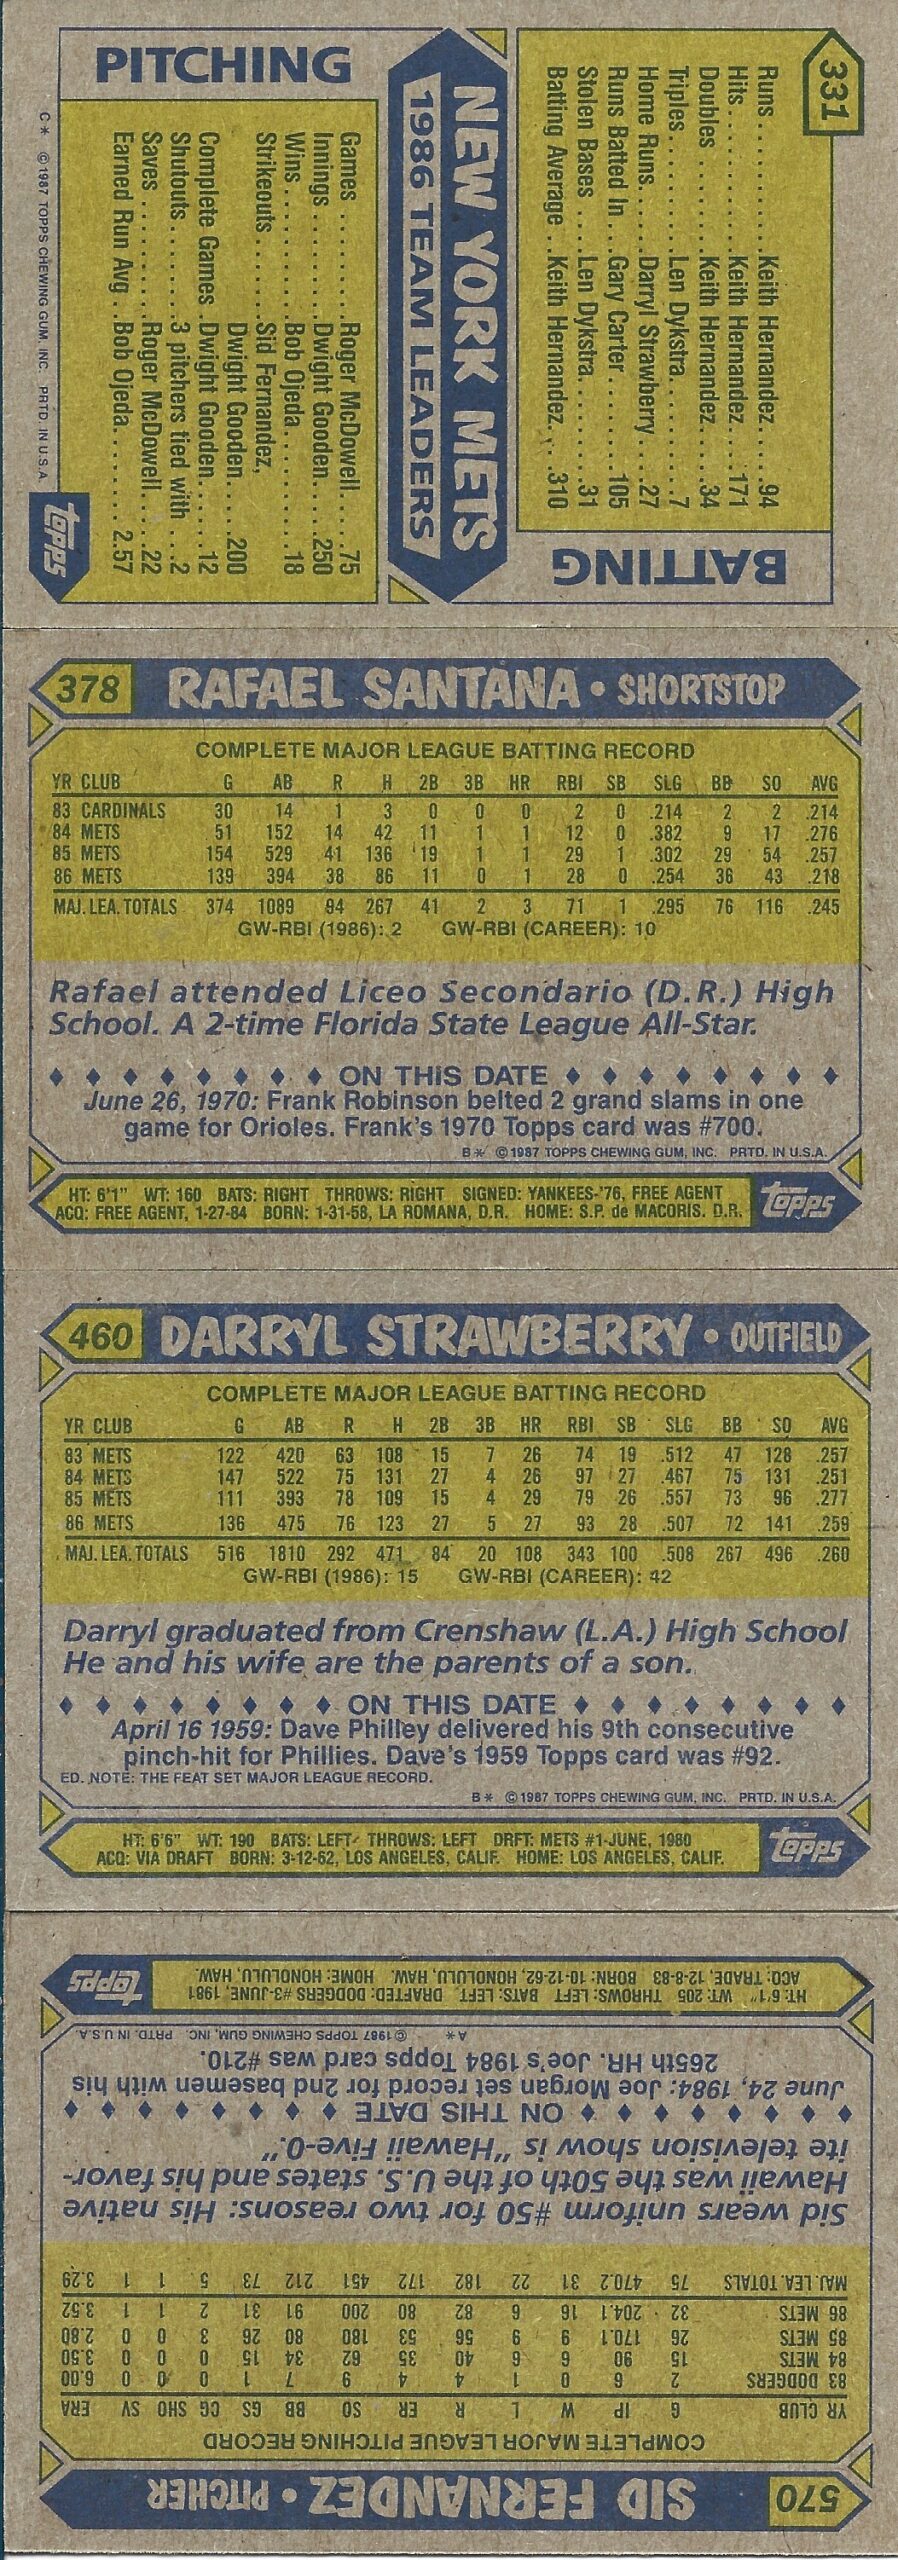 331
BATTING
Runs..........Keith Hernandez....94
Hits...........Keith Hernandez...171
Doubles........Keith Hernandez....34
Triples..........Len Dykstra.........7
Home Runs.....Darryl Strawberry...27
Runs Batted In...Gary Carter.......105
Stolen Bases.....Len Dykstra.......31
Batting Average..Keith Hernandez...310
NEW YORK METS
1986 TEAM LEADERS
PITCHING
Games.........Roger McDowell....75
Innings.........Dwight Gooden...250
Wins...........Bob Ojeda.........18
Strikeouts......Sid Fernandez,
Dwight Gooden...200
Complete Games.Dwight Gooden.....12
Shutouts........3 pitchers tied with...2
Saves..........Roger McDowell...22
Earned Run Avg..Bob Ojeda......2.57
topps
C* ©1987 TOPPS CHEWING GUM, INC. PRTD. IN U.S.A.
378 RAFAEL SANTANA • SHORTSTOP
COMPLETE MAJOR LEAGUE BATTING RECORD
YR CLUB G AB R H 2B 3B HR RBI SB SLG BB SO AVG
83 CARDINALS 30 14 1 3 0 0 0 2 0 .214 2 2 .214
84 METS 51 152 14 42 11 1 1 12 0 .382 9 17 .276
85 METS 154 529 41 136 19 1 1 29 1 .302 29 54 .257
86 METS 139 394 38 86 11 0 1 28 0 .254 36 43 .218
MAJ. LEA. TOTALS 374 1089 94 267 41 2 3 71 1 .295 76 116 .245
GW-RBI (1986): 2 GW-RBI (CAREER): 10
Rafael attended Liceo Secondario (D.R.) High
School. A 2-time Florida State League All-Star.
ON THIS DATE
June 26, 1970: Frank Robinson belted 2 grand slams in one
game for Orioles. Frank's 1970 Topps card was #700.
B* ©1987 TOPPS CHEWING GUM, INC. PRTD. IN U.S.A.
HT: 6'1" WT: 160 BATS: RIGHT THROWS: RIGHT SIGNED: YANKEES-'76, FREE AGENT
ACQ: FREE AGENT, 1-27-84 BORN: 1-31-58, LA ROMANA, D.R. HOME: S.P. de MACORIS. D.R.
topps
460 DARRYL STRAWBERRY • OUTFIELD
COMPLETE MAJOR LEAGUE BATTING RECORD
YR CLUB G AB R H 2B 3B HR RBI SB SLG BB SO AVG
83 METS 122 420 63 108 15 7 26 74 19 .512 47 128 .257
84 METS 147 522 75 131 27 4 26 97 27 .467 75 131 .251
85 METS 111 393 78 109 15 4 29 79 26 .557 73 96 .277
86 METS 136 475 76 123 27 5 27 93 28 .507 72 141 .259
MAJ. LEA. TOTALS 516 1810 292 471 84 20 108 343 100 .508 267 496 .260
GW-RBI (1986): 15 GW-RBI (CAREER): 42
Darryl graduated from Crenshaw (L.A.) High School
He and his wife are the parents of a son.
ON THIS DATE
April 16 1959: Dave Philley delivered his 9th consecutive
pinch-hit for Phillies. Dave's 1959 Topps card was #92.
ED. NOTE: THE FEAT SET MAJOR LEAGUE RECORD.
B* ©1987 TOPPS CHEWING GUM, INC. PRTD. IN U.S.A.
HT: 6'6" WT: 190 BATS: LEFT THROWS: LEFT DRFT: METS #1-JUNE, 1980
ACQ: VIA DRAFT BORN: 3-12-62, LOS ANGELES, CALIF. HOME: LOS ANGELES, CALIF.
topps
570 SID FERNANDEZ • PITCHER
COMPLETE MAJOR LEAGUE PITCHING RECORD
YR CLUB G IP W L R ER SO BB GS CG SHO SV ERA
83 DODGERS 2 6 0 1 4 4 9 7 1 0 0 0 6.00
84 METS 15 90 6 6 40 35 62 34 15 0 0 0 3.50
85 METS 26 170.1 9 9 56 53 180 80 26 3 0 0 2.80
86 METS 32 204.1 16 6 82 80 200 91 31 2 1 1 3.52
MAJ. LEA. TOTALS 75 470.2 31 22 182 172 451 212 73 5 1 1 3.29
Sid wears uniform #50 for two reasons: His native
Hawaii was the 50th of the U.S. states and his favor-
ite television show is "Hawaii Five-0."
ON THIS DATE
June 24, 1984: Joe Morgan set record for 2nd basemen with his
265th HR. Joe's 1984 Topps card was #210.
A* ©1987 TOPPS CHEWING GUM, INC. PRTD. IN U.S.A.
HT: 6'1" WT: 205 THROWS: LEFT BATS: LEFT DRAFTED: DODGERS #3-JUNE, 1981
ACQ: TRADE, 12-8-83 BORN: 10-12-62, HONOLULU, HAW. HOME: HONOLULU, HAW.
topps